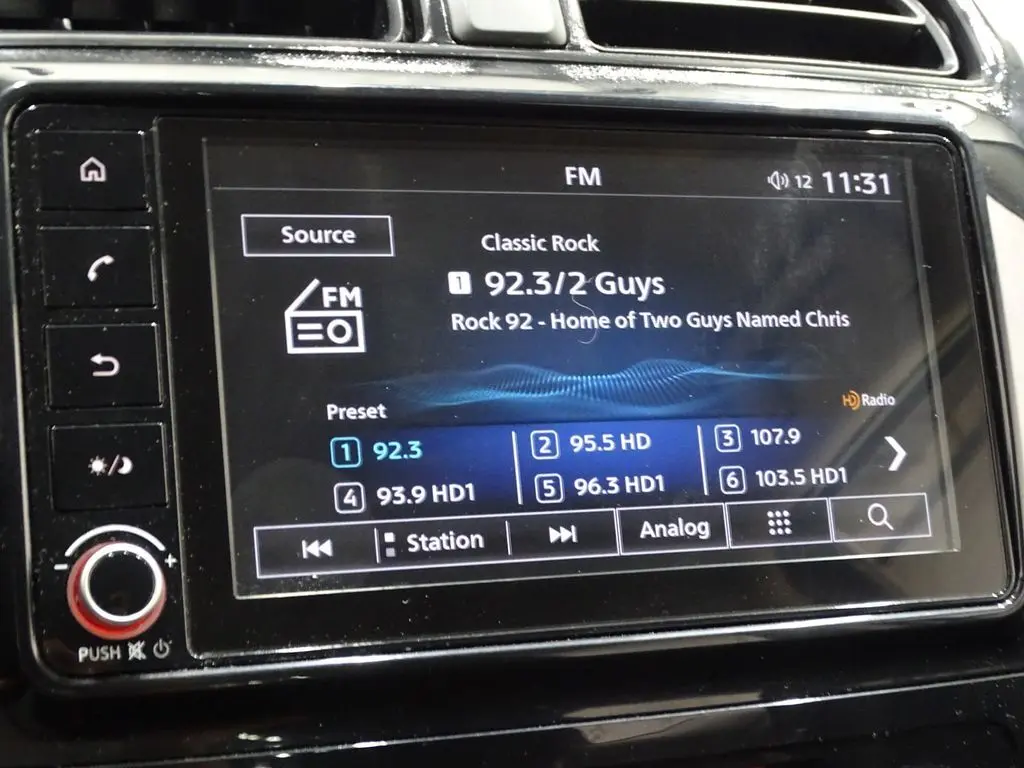 FM
12 11:31
Source
Classic Rock
1 92.3/2 Guys
FM
Rock 92 - Home of Two Guys Named Chris
HD Radio
Preset
1 92.3 2 95.5 HD 3 107.9
4 93.9 HD1 5 96.3 HD1 6 103.5 HD1
Station Analog
- +
PUSH